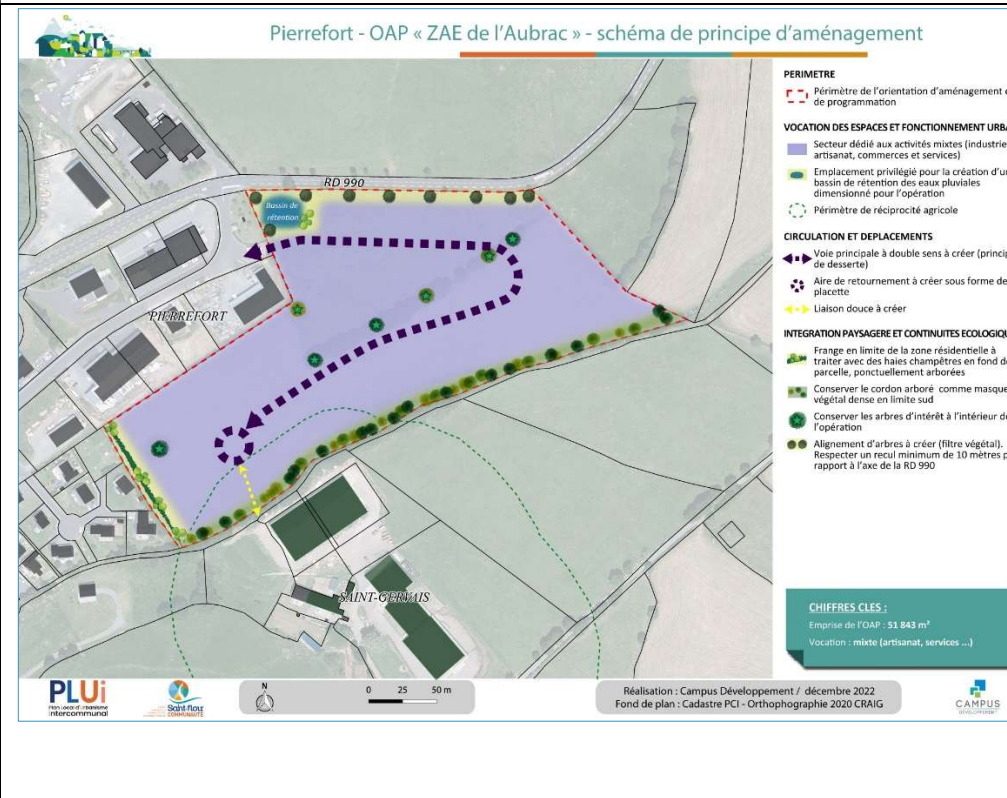 Pierrefort - OAP « ZAE de l'Aubrac » - schéma de principe d'aménagement
RD 990
Bassin de
rétention
PIERREFORT
SAINT-GERVAIS
PERIMETRE
Périmètre de l'orientation d'aménagement
de programmation
VOCATION DES ESPACES ET FONCTIONNEMENT
Secteur dédié aux activités mixtes
artisanat, commerces et services)
Emplacement privilégié pour la création
bassin de rétention des eaux pluviales
dimensionné pour l'opération
Périmètre de réciprocité agricole
CIRCULATION ET DEPLACEMENTS
Voie principale à double sens à créer
de desserte)
Aire de retournement à créer sous forme de
placette
Liaison douce à créer
INTEGRATION PAYSAGERE ET CONTINUITES
Frange en limite de la zone résidentielle à
traiter avec des haies champêtres en fond
parcelle, ponctuellement arborées
Conserver le cordon arboré comme masque
végétal dense en limite sud
Conserver les arbres d'intérêt à l'intérieur
l'opération
Alignement d'arbres à créer (filtre végétal).
Respecter un recul minimum de 10 mètres
rapport à l'axe de la RD 990
CHIFFRES CLES :
Emprise de l'OAP : 51 843 m²
Vocation : mixte (artisanat, services ...)
PLUi
Plan Local d'Urbanisme
Intercommunal
Saint-Flour
COMMUNAUTÉ
N
0 25 50 m
Réalisation : Campus Développement / décembre 2022
Fond de plan : Cadastre PCI - Orthophographie 2020 CRAIG
CAMPUS
DÉVELOPPEMENT